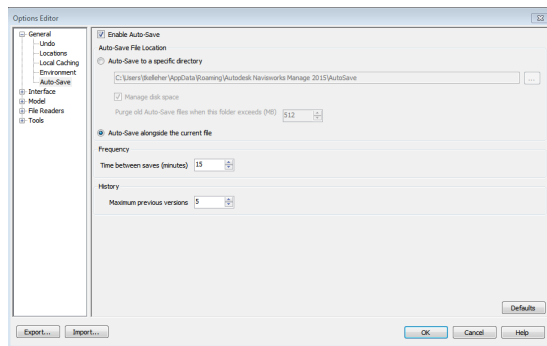 Options Editor
General
Undo
Locations
Local Caching
Environment
Auto-Save
Interface
Model
File Readers
Tools
Enable Auto-Save
Auto-Save File Location
Auto-Save to a specific directory
C:\Users\tkelleher\AppData\Roaming\Autodesk Navisworks Manage 2015\AutoSave
...
Manage disk space
Purge old Auto-Save files when this folder exceeds (MB) 512
Auto-Save alongside the current file
Frequency
Time between saves (minutes) 15
History
Maximum previous versions 5
Defaults
Export... Import... OK Cancel Help